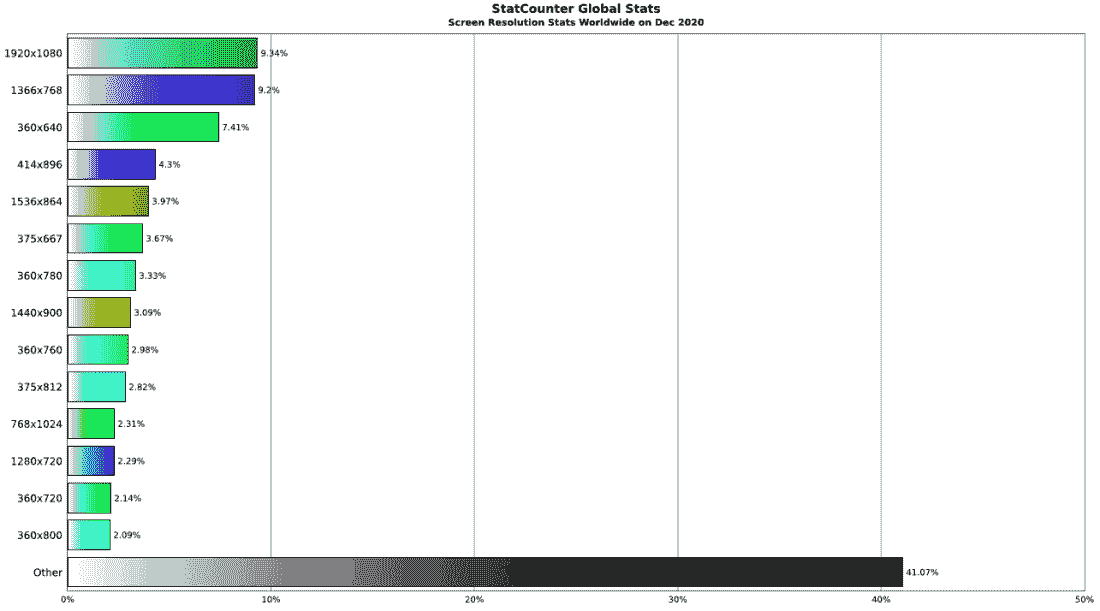 StatCounter Global Stats
Screen Resolution Stats Worldwide on Dec 2020
1920x1080 9.34%
1366x768 9.2%
360x640 7.41%
414x896 4.3%
1536x864 3.97%
375x667 3.67%
360x780 3.33%
1440x900 3.09%
360x760 2.98%
375x812 2.82%
768x1024 2.31%
1280x720 2.29%
360x720 2.14%
360x800 2.09%
Other 41.07%
0% 10% 20% 30% 40% 50%